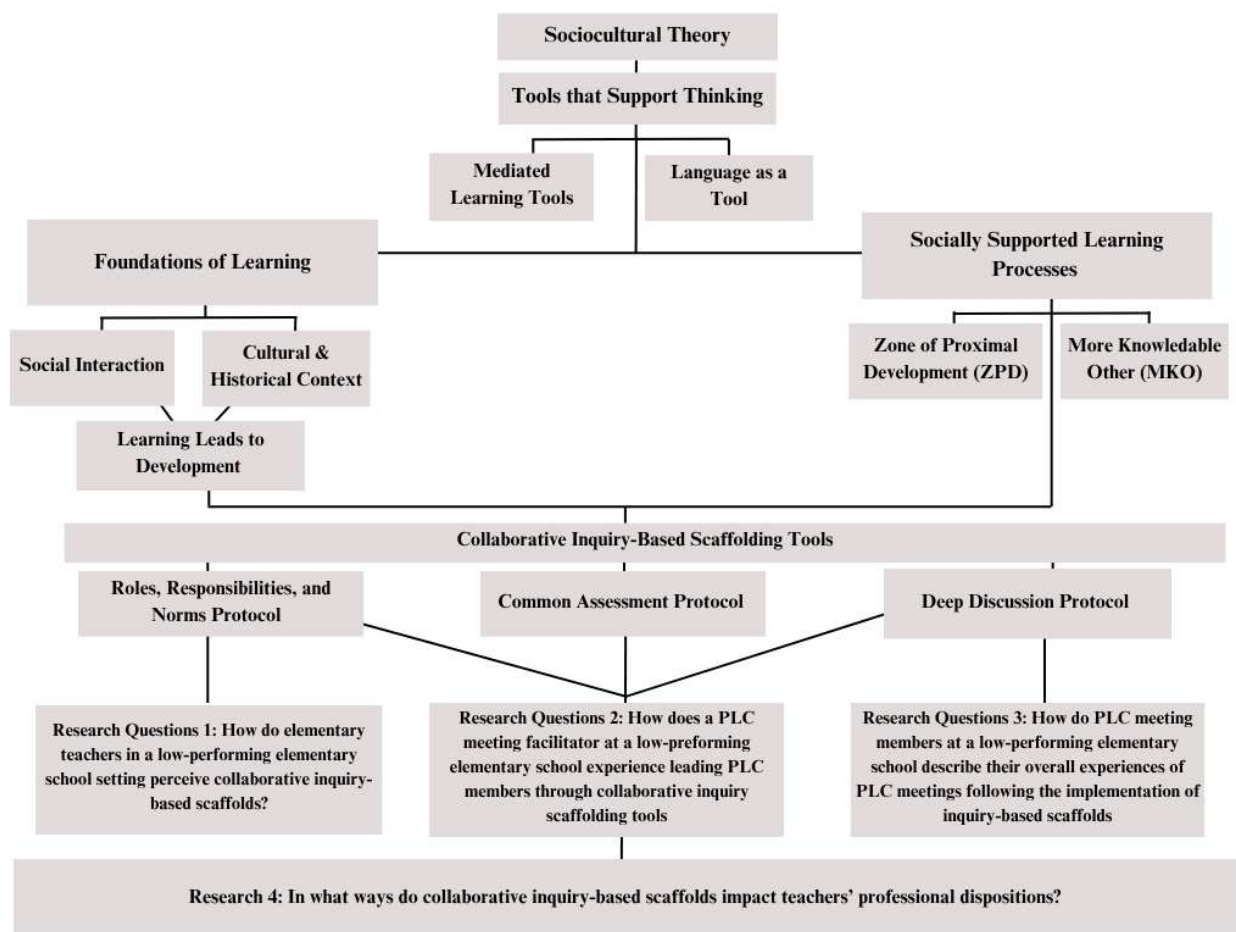 Sociocultural Theory
Tools that Support Thinking
Mediated
Learning Tools
Language as a
Tool
Foundations of Learning
Socially Supported Learning
Processes
Social Interaction
Cultural &
Historical Context
Zone of Proximal
Development (ZPD)
More Knowledable
Other (MKO)
Learning Leads to
Development
Collaborative Inquiry-Based Scaffolding Tools
Roles, Responsibilities, and
Norms Protocol
Common Assessment Protocol
Deep Discussion Protocol
Research Questions 1: How do elementary
teachers in a low-performing elementary
school setting perceive collaborative inquiry-
based scaffolds?
Research Questions 2: How does a PLC
meeting facilitator at a low-preforming
elementary school experience leading PLC
members through collaborative inquiry
scaffolding tools
Research Questions 3: How do PLC meeting
members at a low-performing elementary
school describe their overall experiences of
PLC meetings following the implementation of
inquiry-based scaffolds
Research 4: In what ways do collaborative inquiry-based scaffolds impact teachers’ professional dispositions?